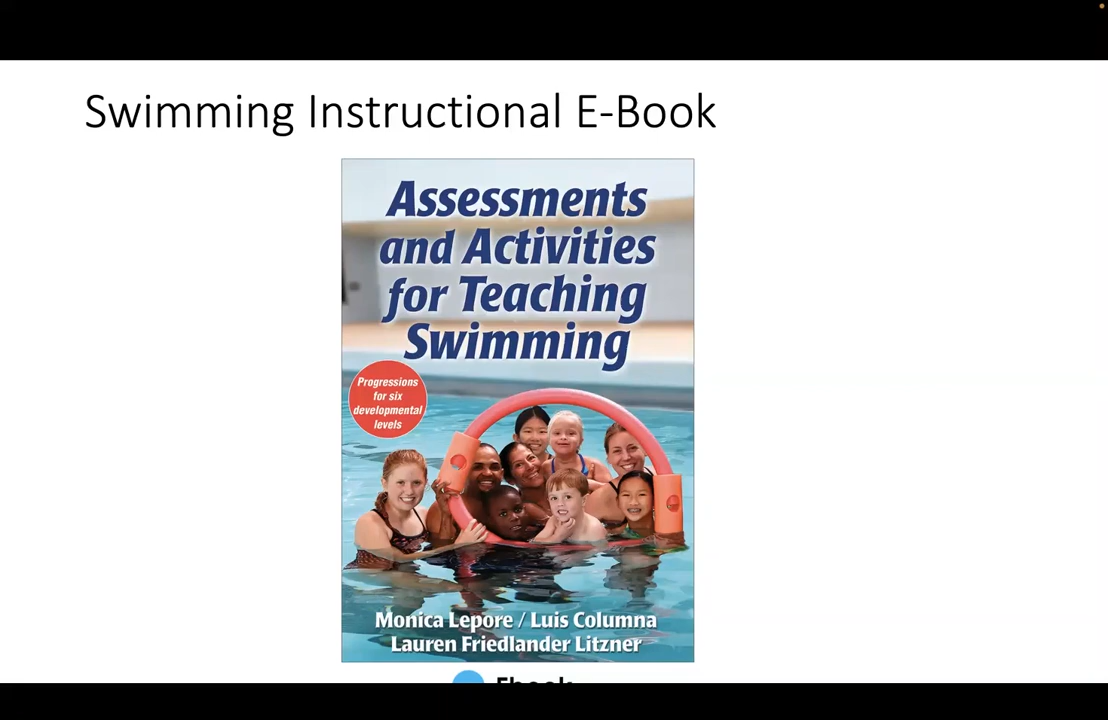 Swimming Instructional E-Book
Assessments
and Activities
for Teaching
Swimming
Progressions
for six
developmental
levels
Monica Lepore / Luis Columna
Lauren Friedlander Litzner
Ebook